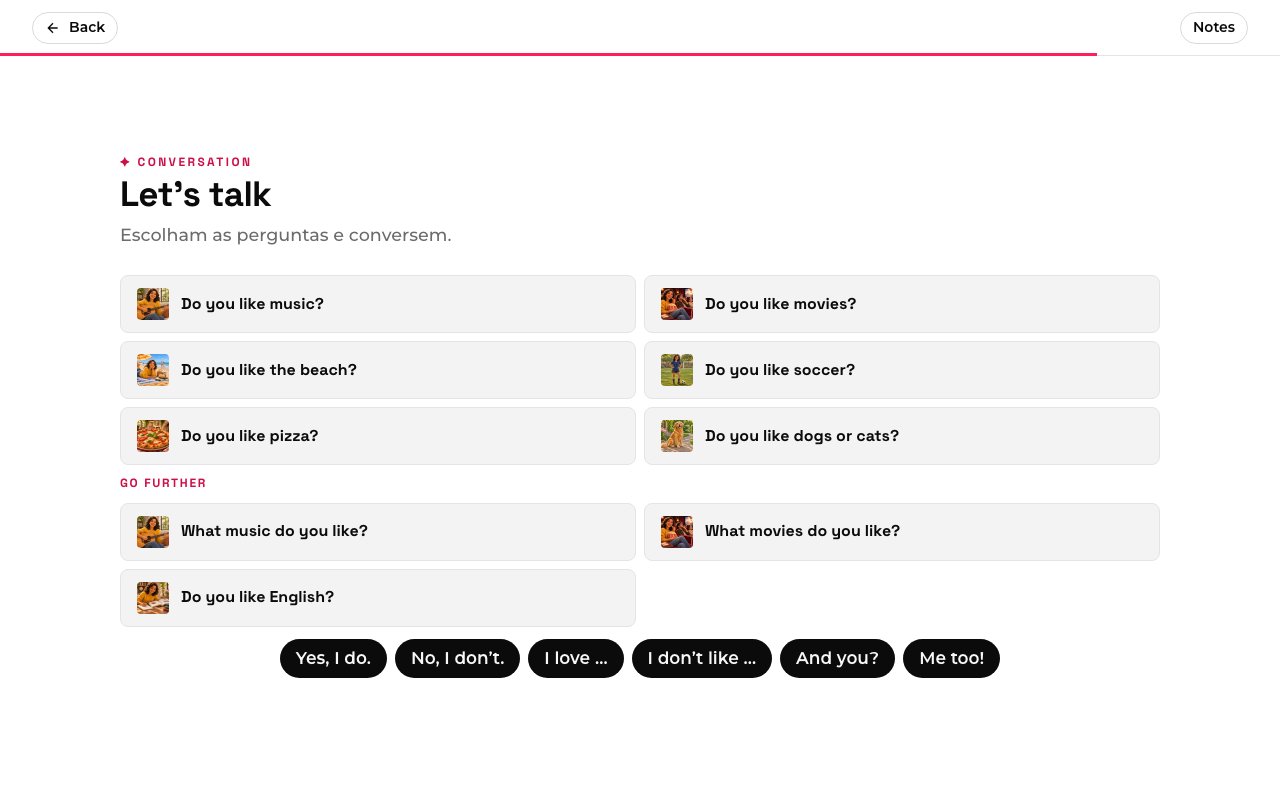 Back
Notes
CONVERSATION
Let’s talk
Escolham as perguntas e conversem.
Do you like music?
Do you like movies?
Do you like the beach?
Do you like soccer?
Do you like pizza?
Do you like dogs or cats?
GO FURTHER
What music do you like?
What movies do you like?
Do you like English?
Yes, I do.
No, I don’t.
I love ...
I don’t like ...
And you?
Me too!